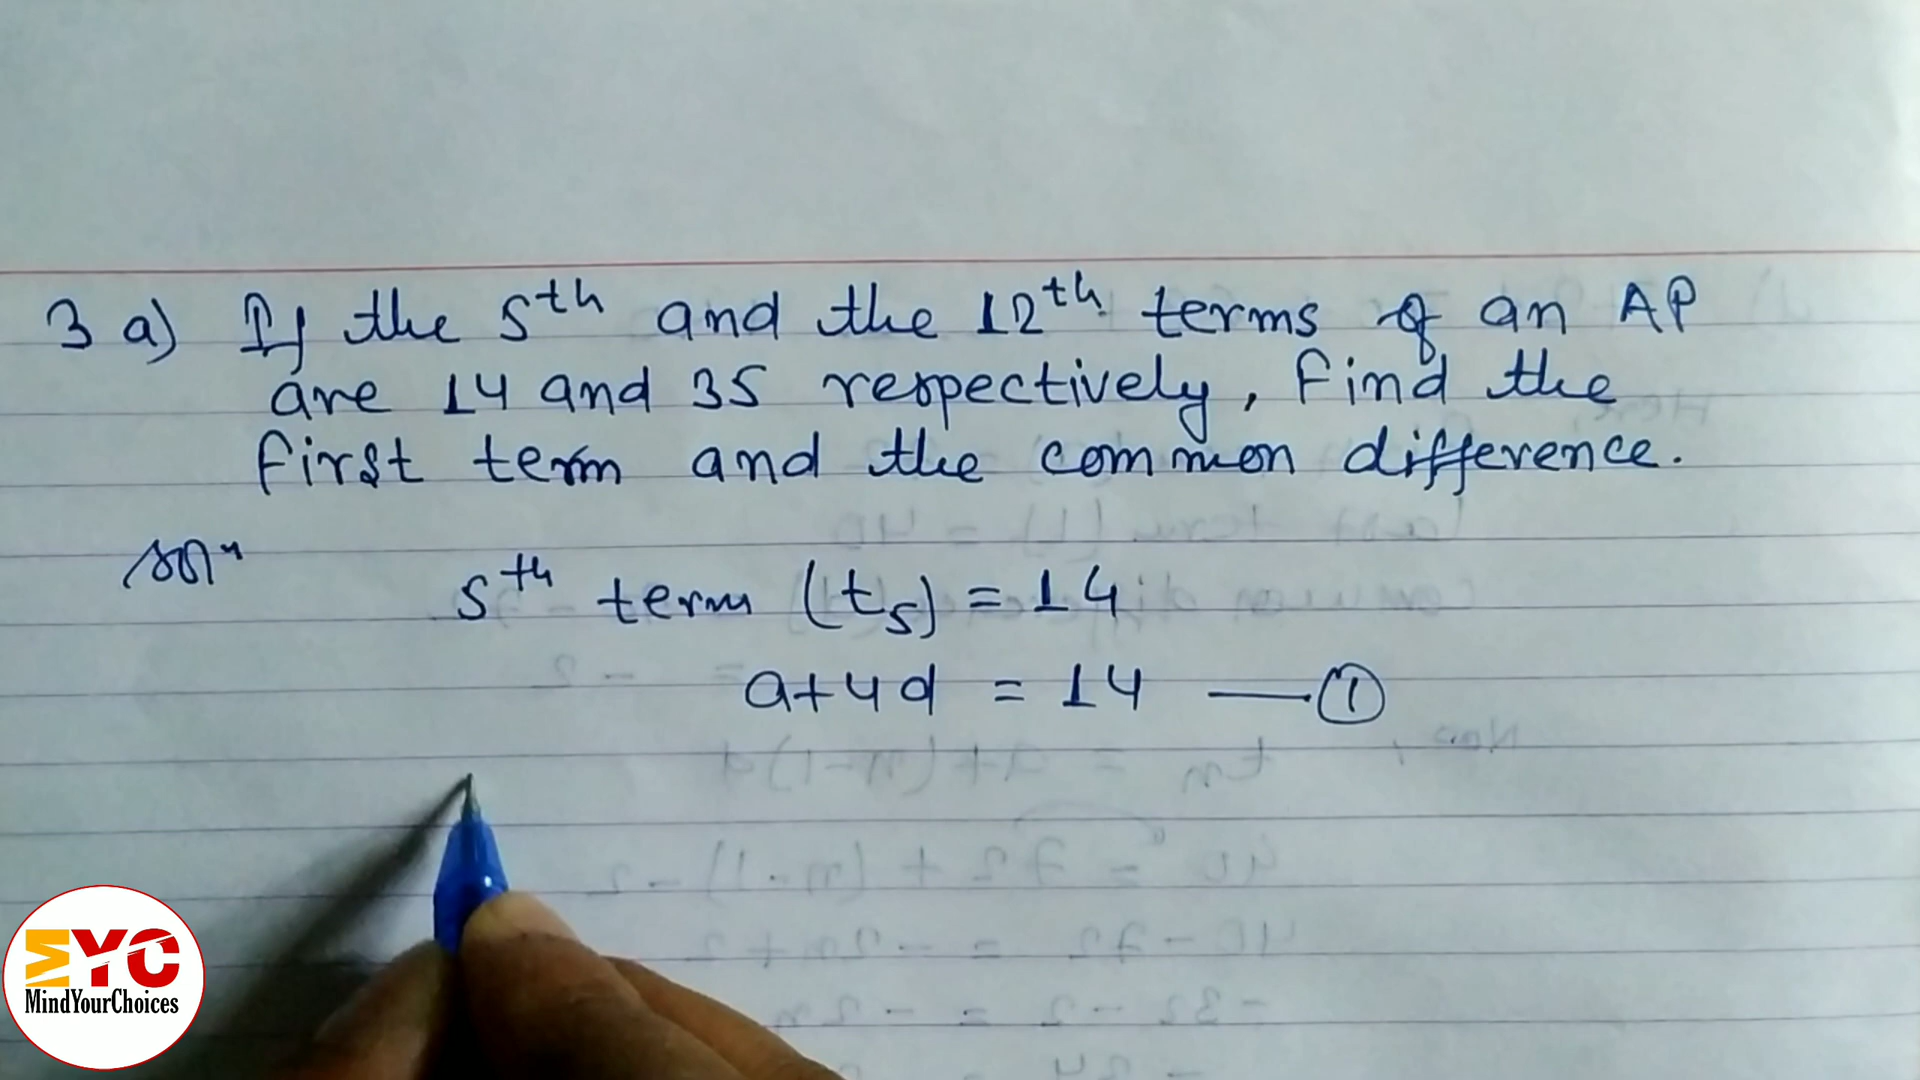 3 a) If the 5th and the 12th terms of an AP
are 14 and 35 respectively, Find the
first term and the common difference.
Soln
5th term (t5) = 14
a+4d = 14 —— 1
MYC
MindYourChoices